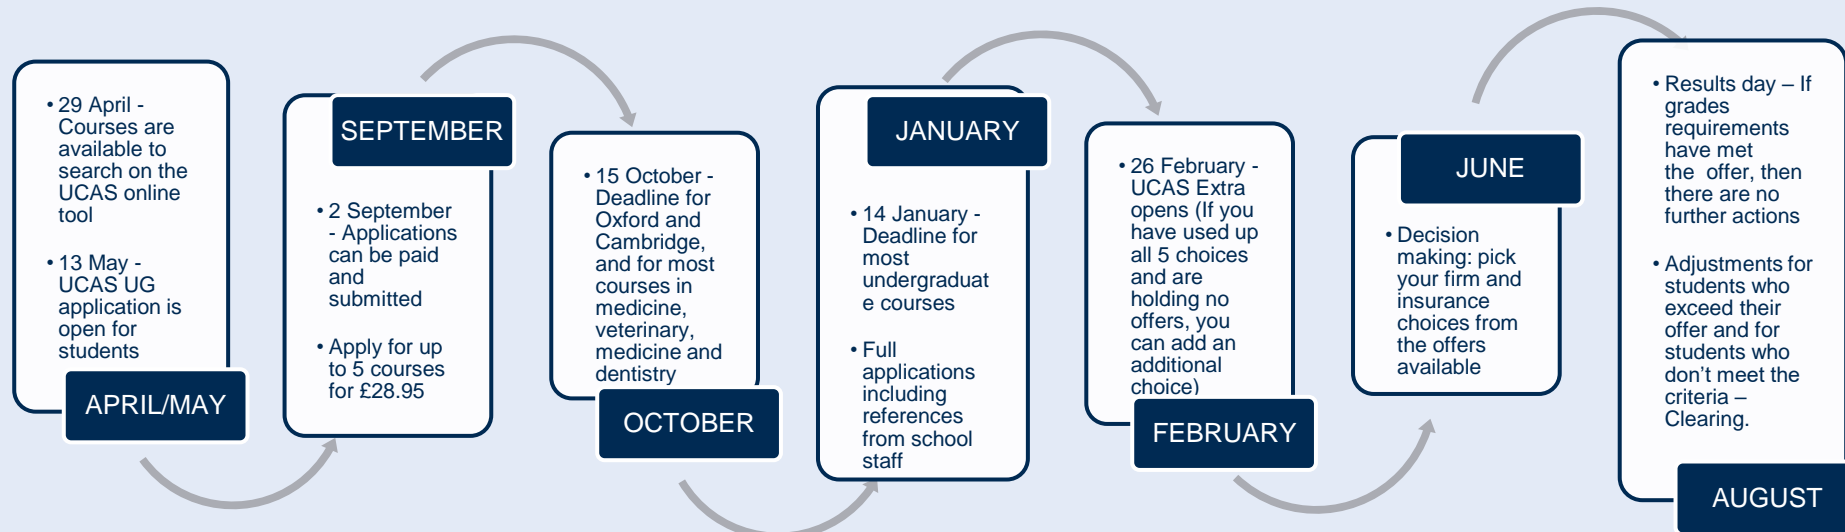 • 29 April -
Courses are
available to
search on the
UCAS online
tool
• 13 May -
UCAS UG
application is
open for
students
APRIL/MAY
SEPTEMBER
• 2 September
- Applications
can be paid
and
submitted
• Apply for up
to 5 courses
for £28.95
• 15 October -
Deadline for
Oxford and
Cambridge,
and for most
courses in
medicine,
veterinary,
medicine and
dentistry
OCTOBER
JANUARY
• 14 January -
Deadline for
most
undergraduat
e courses
• Full
applications
including
references
from school
staff
• 26 February -
UCAS Extra
opens (If you
have used up
all 5 choices
and are
holding no
offers, you
can add an
additional
choice)
FEBRUARY
JUNE
• Decision
making: pick
your firm and
insurance
choices from
the offers
available
• Results day – If
grades
requirements
have met
the  offer, then
there are no
further actions
• Adjustments for
students who
exceed their
offer and for
students who
don't meet the
criteria –
Clearing.
AUGUST